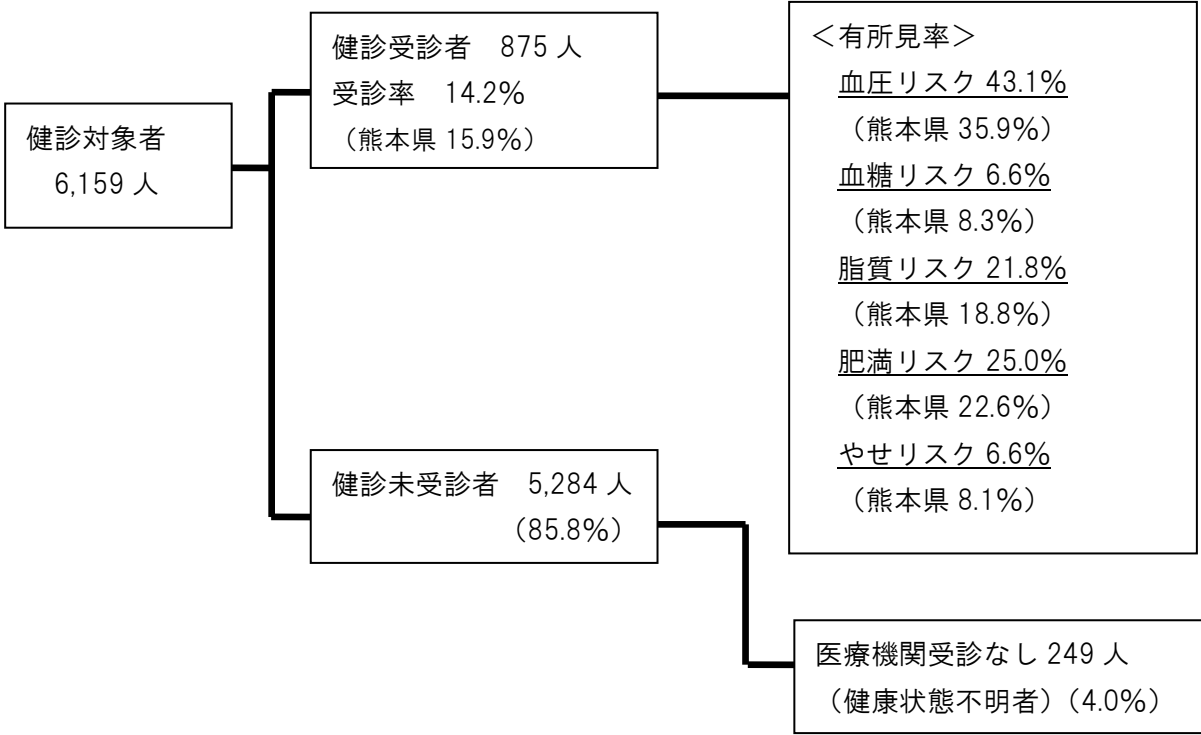 健診対象者
6,159 人
健診受診者　875 人
受診率　14.2%
（熊本県 15.9%）
＜有所見率＞
血圧リスク 43.1%
（熊本県 35.9%）
血糖リスク 6.6%
（熊本県 8.3%）
脂質リスク 21.8%
（熊本県 18.8%）
肥満リスク 25.0%
（熊本県 22.6%）
やせリスク 6.6%
（熊本県 8.1%）
健診未受診者　5,284 人
（85.8%）
医療機関受診なし 249 人
（健康状態不明者）（4.0%）